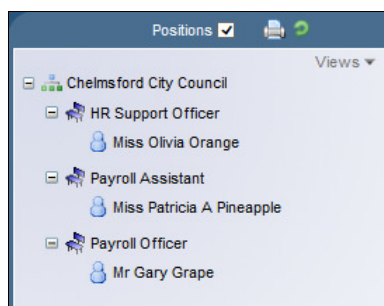 Positions
Views
Chelmsford City Council
HR Support Officer
Miss Olivia Orange
Payroll Assistant
Miss Patricia A Pineapple
Payroll Officer
Mr Gary Grape